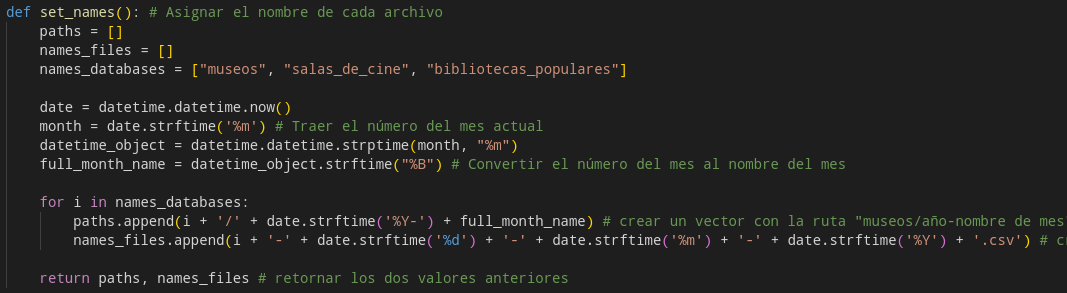 def set_names(): # Asignar el nombre de cada archivo
    paths = []
    names_files = []
    names_databases = ["museos", "salas_de_cine", "bibliotecas_populares"]

    date = datetime.datetime.now()
    month = date.strftime('%m') # Traer el número del mes actual
    datetime_object = datetime.datetime.strptime(month, "%m")
    full_month_name = datetime_object.strftime("%B") # Convertir el número del mes al nombre del mes

    for i in names_databases:
        paths.append(i + '/' + date.strftime('%Y-') + full_month_name) # crear un vector con la ruta "museos/año-nombre de mes
        names_files.append(i + '-' + date.strftime('%d') + '-' + date.strftime('%m') + '-' + date.strftime('%Y') + '.csv') #

    return paths, names_files # retornar los dos valores anteriores